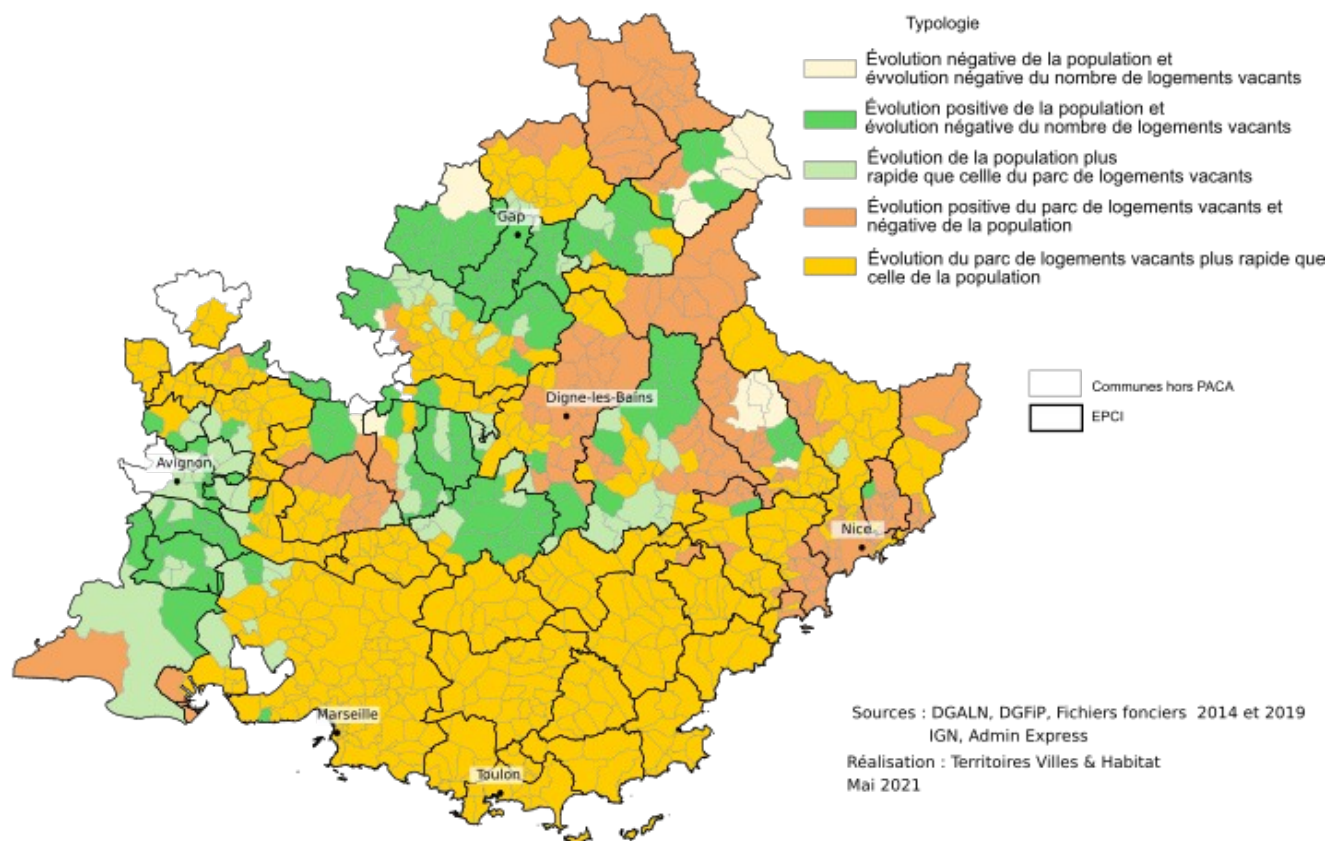 Typologie
Évolution négative de la population et
évvolution négative du nombre de logements vacants
Évolution positive de la population et
évolution négative du nombre de logements vacants
Évolution de la population plus
rapide que cellle du parc de logements vacants
Évolution positive du parc de logements vacants et
négative de la population
Évolution du parc de logements vacants plus rapide que
celle de la population
Gap
Communes hors PACA
Digne-les-Bains
EPCI
Avignon
Nice
Marseille
Sources : DGALN, DGFiP, Fichiers fonciers 2014 et 2019
IGN, Admin Express
Réalisation : Territoires Villes & Habitat
Toulon
Mai 2021